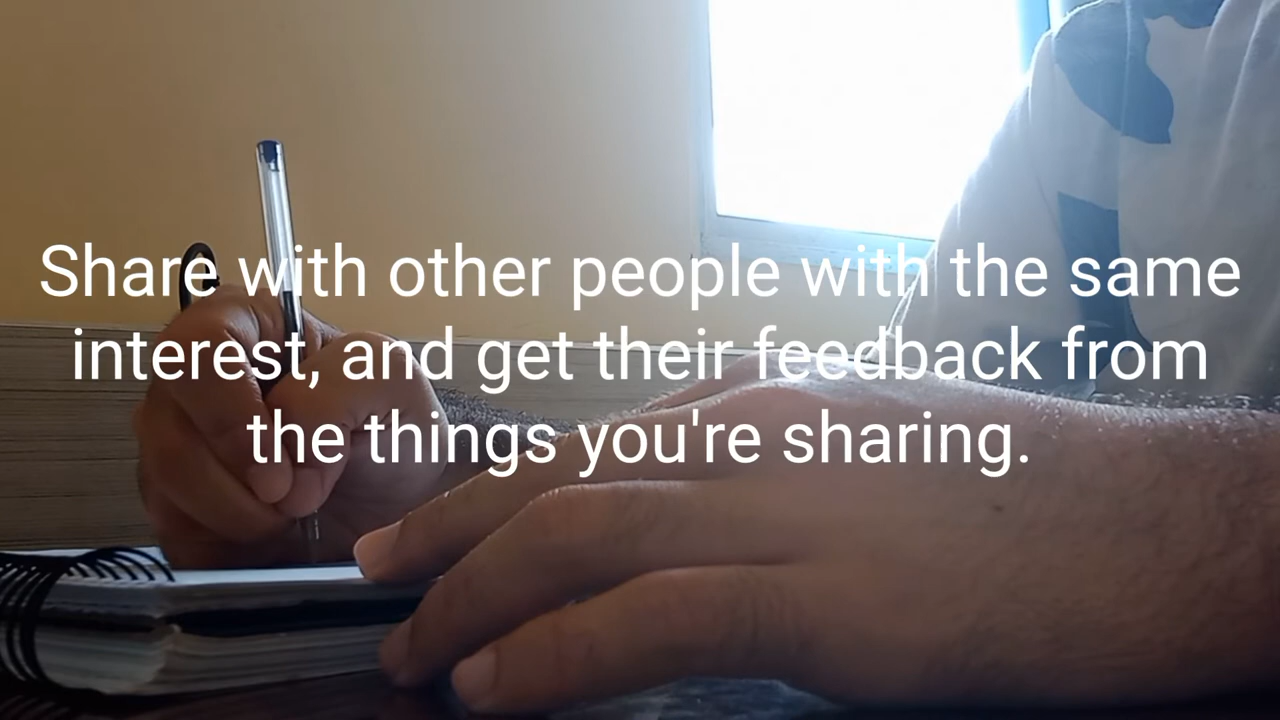 Share with other people with the same
interest, and get their feedback from
the things you're sharing.